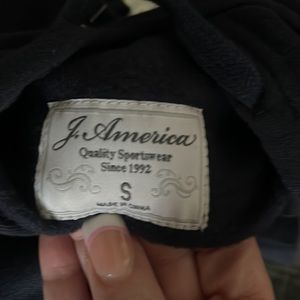 J. America
Quality Sportswear
Since 1992
S
MADE IN CHINA